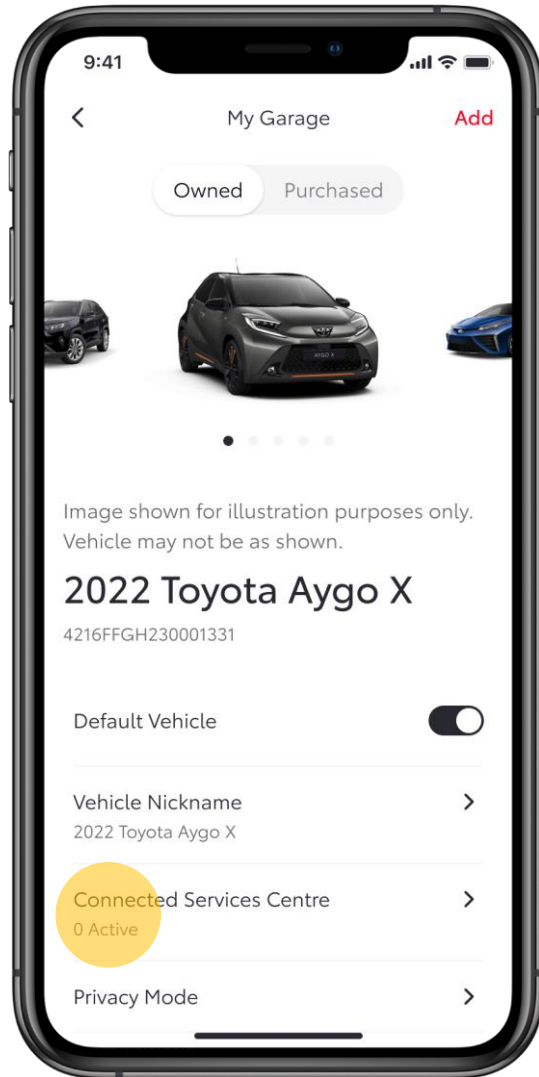 9:41
My Garage
Add
Owned
Purchased
AYGO X
Image shown for illustration purposes only.
Vehicle may not be as shown.
2022 Toyota Aygo X
4216FFGH230001331
Default Vehicle
Vehicle Nickname
2022 Toyota Aygo X
Connected Services Centre
0 Active
Privacy Mode